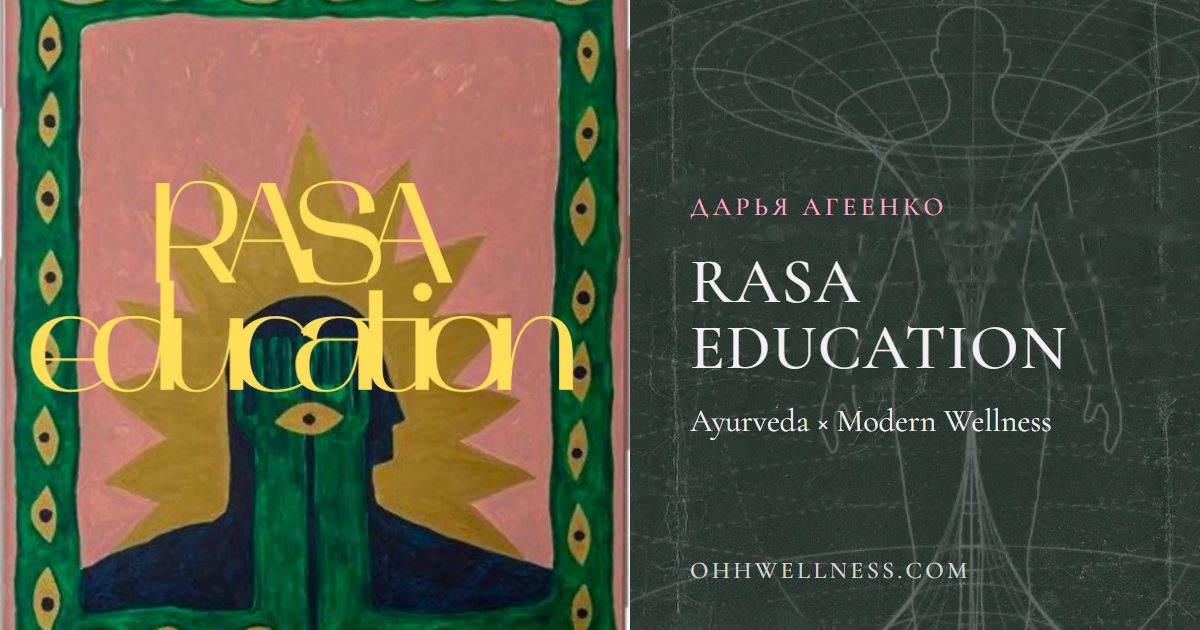 RASA
education
ДАРЬЯ АГЕЕНКО
RASA
EDUCATION
Ayurveda × Modern Wellness
OHHWELLNESS.COM